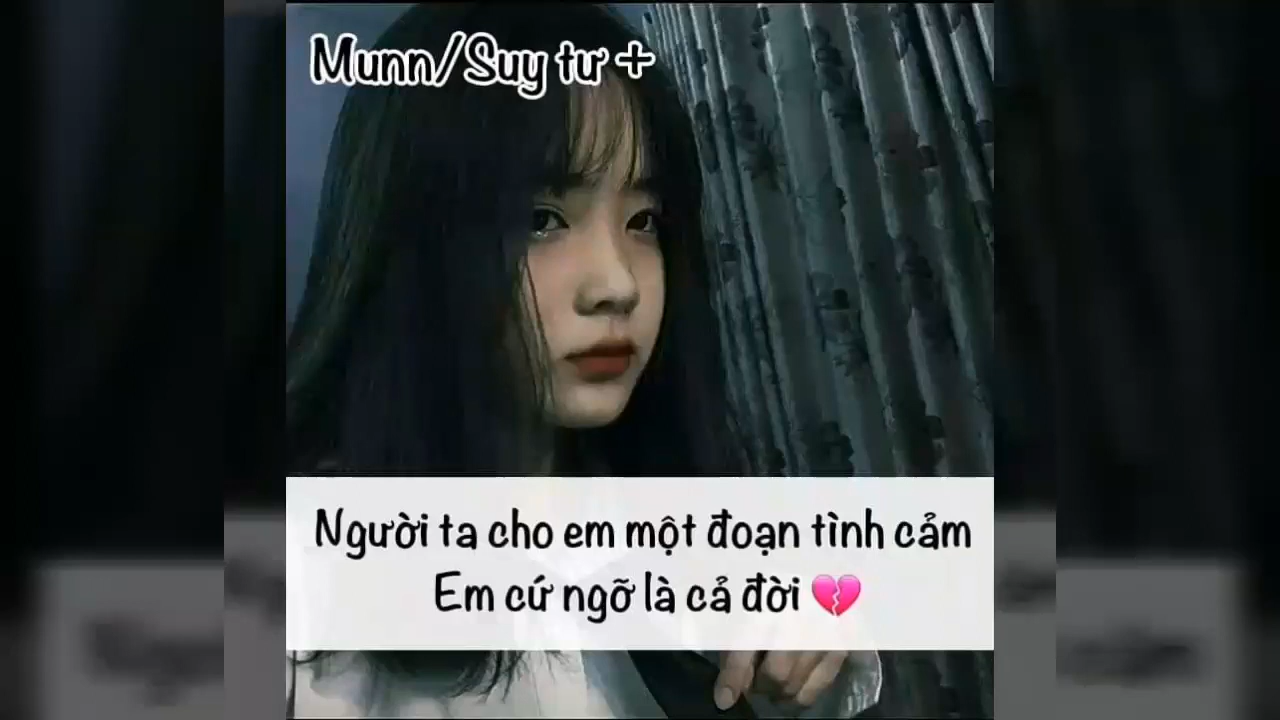 Munn/Suy tư +
Người ta cho em một đoạn tình cảm
Em cứ ngỡ là cả đời 💔